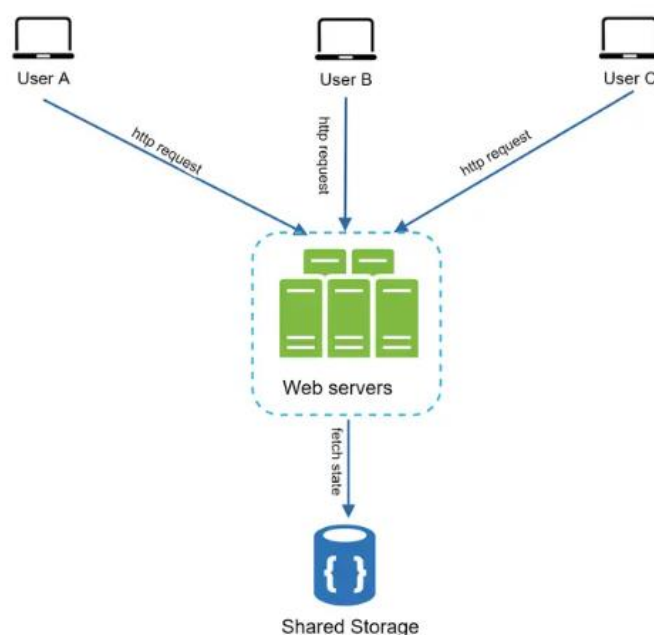 User A
User B
User C
http request
http request
http request
Web servers
fetch state
{ }
Shared Storage